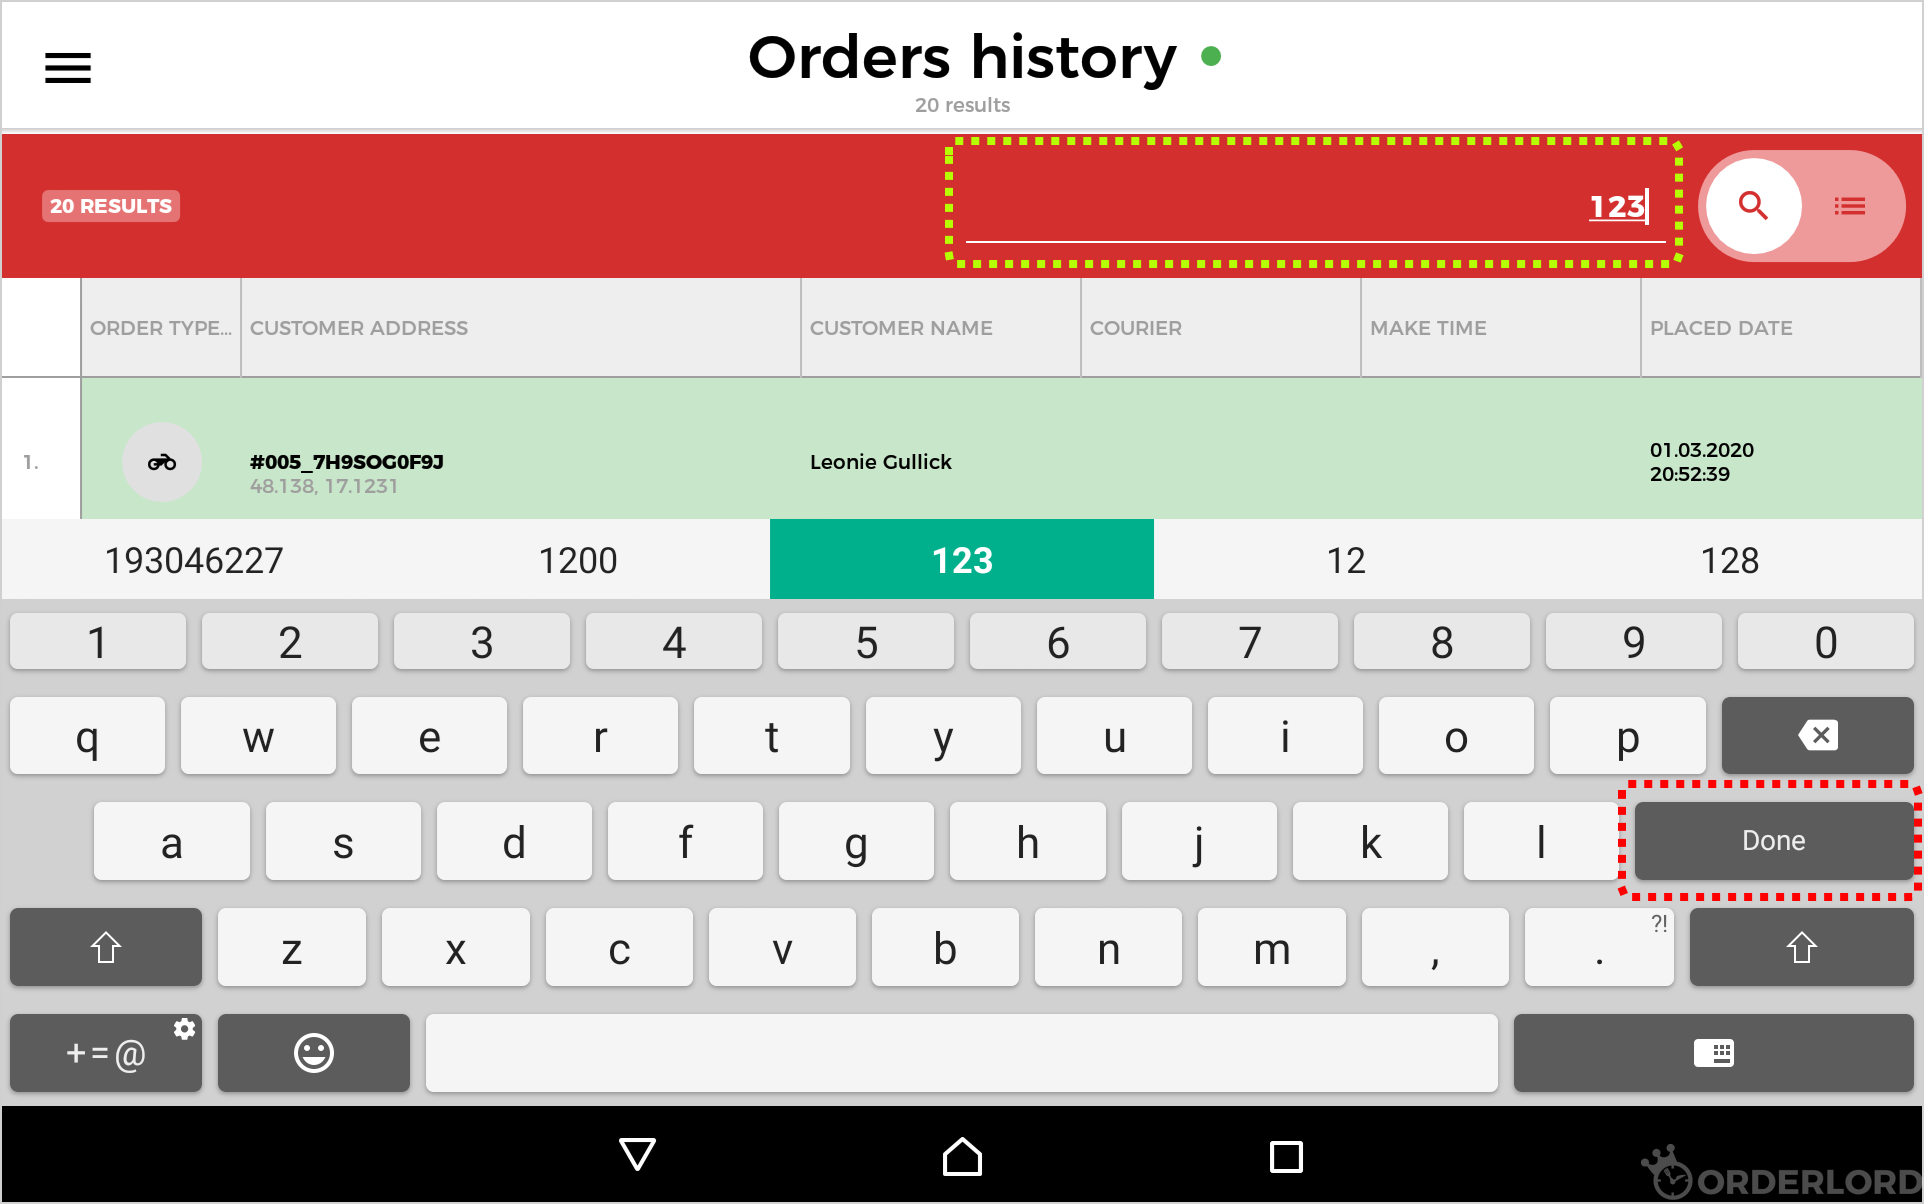 Orders history
20 results
20 RESULTS
123
ORDER TYPE... CUSTOMER ADDRESS CUSTOMER NAME COURIER MAKE TIME PLACED DATE
1. #005_7H9SOG0F9J Leonie Gullick 01.03.2020
48.138, 17.1231 20:52:39
193046227 1200 123 12 128
1 2 3 4 5 6 7 8 9 0
q w e r t y u i o p
a s d f g h j k l Done
z x c v b n m , . ?!
+=@
ORDERLORD